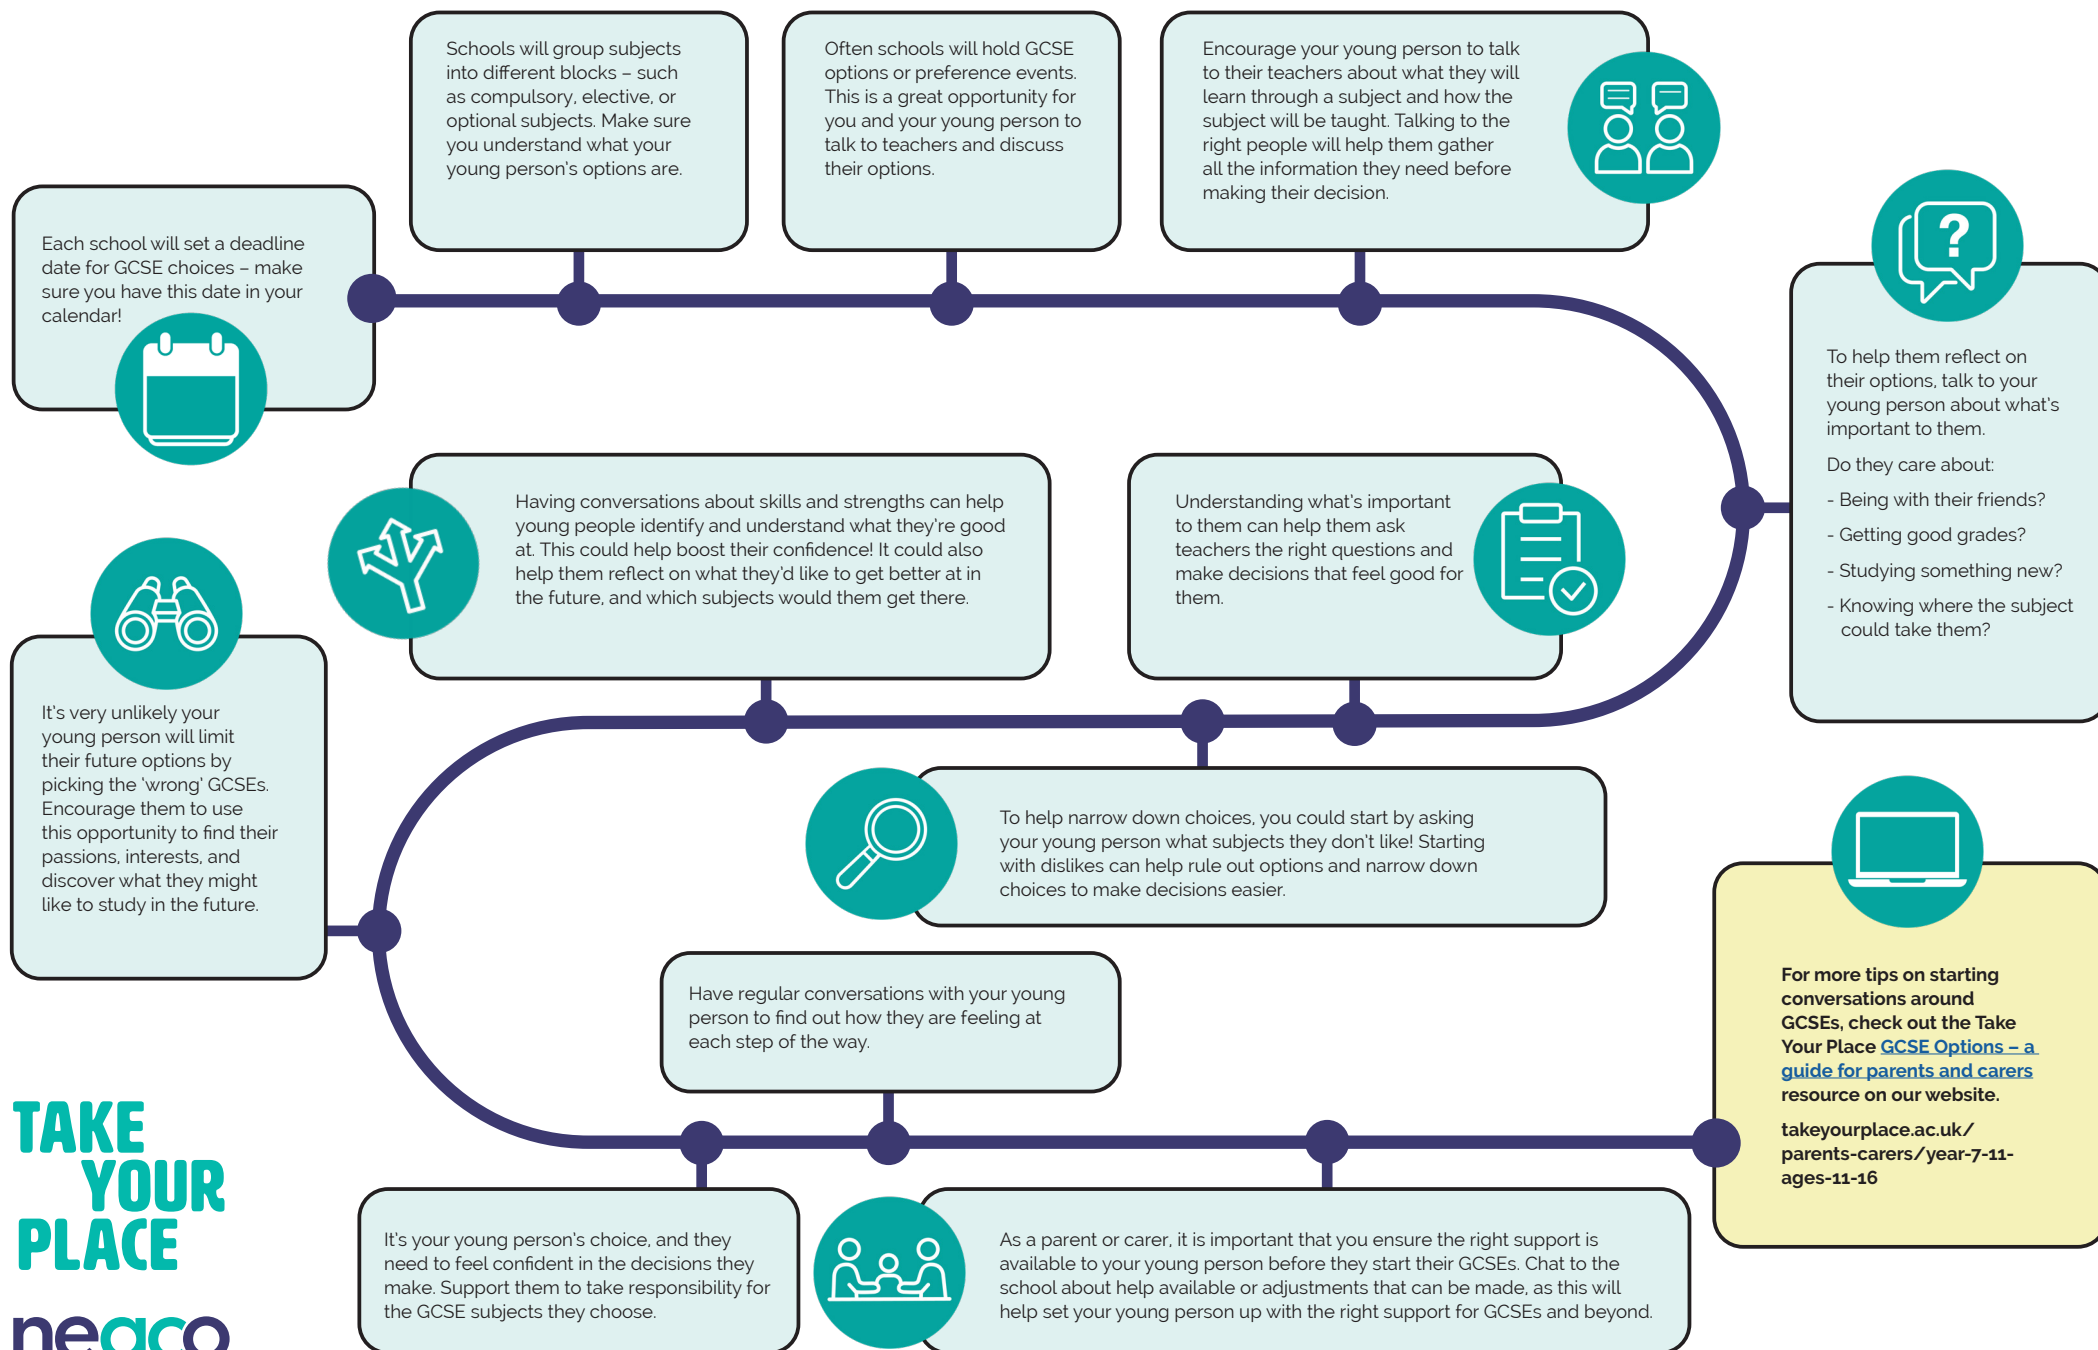 Each school will set a deadline
date for GCSE choices – make
sure you have this date in your
calendar!
Schools will group subjects
into different blocks – such
as compulsory, elective, or
optional subjects. Make sure
you understand what your
young person's options are.
Often schools will hold GCSE
options or preference events.
This is a great opportunity for
you and your young person to
talk to teachers and discuss
their options.
Encourage your young person to talk
to their teachers about what they will
learn through a subject and how the
subject will be taught. Talking to the
right people will help them gather
all the information they need before
making their decision.
?
To help them reflect on
their options, talk to your
young person about what's
important to them.
Do they care about:
- Being with their friends?
- Getting good grades?
- Studying something new?
- Knowing where the subject
could take them?
Understanding what's important
to them can help them ask
teachers the right questions and
make decisions that feel good for
them.
To help narrow down choices, you could start by asking
your young person what subjects they don't like! Starting
with dislikes can help rule out options and narrow down
choices to make decisions easier.
Having conversations about skills and strengths can help
young people identify and understand what they're good
at. This could help boost their confidence! It could also
help them reflect on what they'd like to get better at in
the future, and which subjects would them get there.
It's very unlikely your
young person will limit
their future options by
picking the 'wrong' GCSEs.
Encourage them to use
this opportunity to find their
passions, interests, and
discover what they might
like to study in the future.
It's your young person's choice, and they
need to feel confident in the decisions they
make. Support them to take responsibility for
the GCSE subjects they choose.
Have regular conversations with your young
person to find out how they are feeling at
each step of the way.
As a parent or carer, it is important that you ensure the right support is
available to your young person before they start their GCSEs. Chat to the
school about help available or adjustments that can be made, as this will
help set your young person up with the right support for GCSEs and beyond.
For more tips on starting
conversations around
GCSEs, check out the Take
Your Place GCSE Options – a
guide for parents and carers
resource on our website.
takeyourplace.ac.uk/
parents-carers/year-7-11-
ages-11-16
TAKE
YOUR
PLACE
neaco